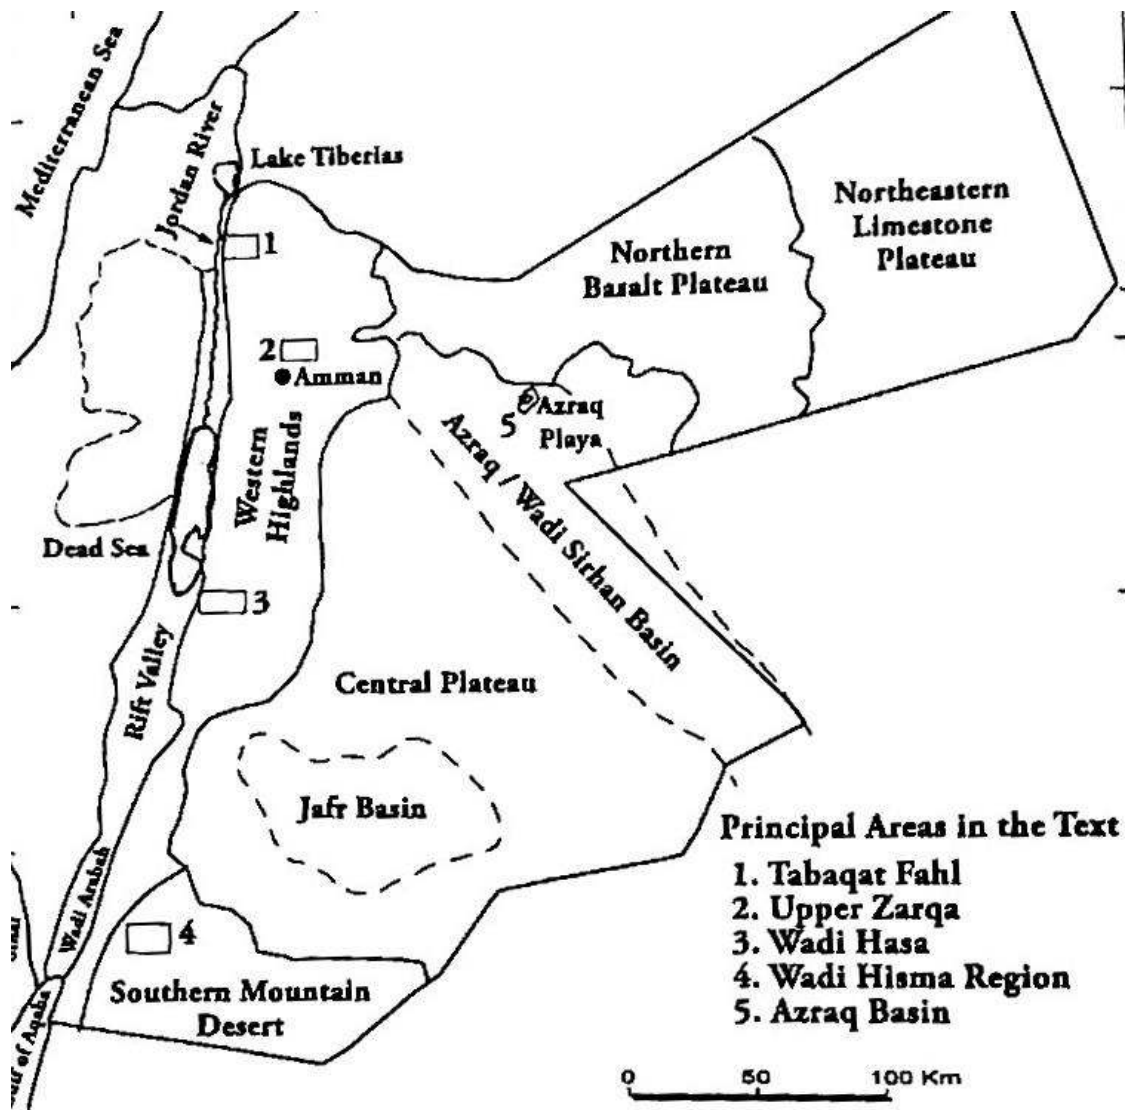 Mediterranean Sea
Jordan River
Lake Tiberias
1
Northeastern
Limestone
Plateau
Northern
Basalt Plateau
2
Amman
5
Azraq
Playa
Western
Highlands
Azraq / Wadi Sirhan Basin
Dead Sea
3
Rift Valley
Central Plateau
Jafr Basin
Wadi Arabah
4
Southern Mountain
Desert
of Aqaba
Principal Areas in the Text
1. Tabaqat Fahl
2. Upper Zarqa
3. Wadi Hasa
4. Wadi Hisma Region
5. Azraq Basin
0 50 100 Km